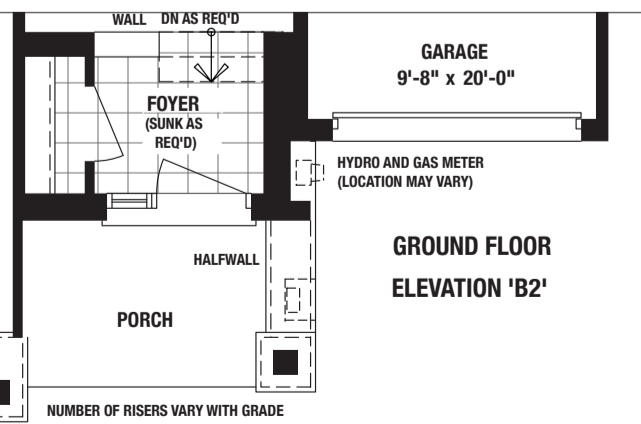 WALL DN AS REQ'D
GARAGE
9'-8" x 20'-0"
FOYER
(SUNK AS
REQ'D)
HYDRO AND GAS METER
(LOCATION MAY VARY)
GROUND FLOOR
ELEVATION 'B2'
HALFWALL
PORCH
NUMBER OF RISERS VARY WITH GRADE